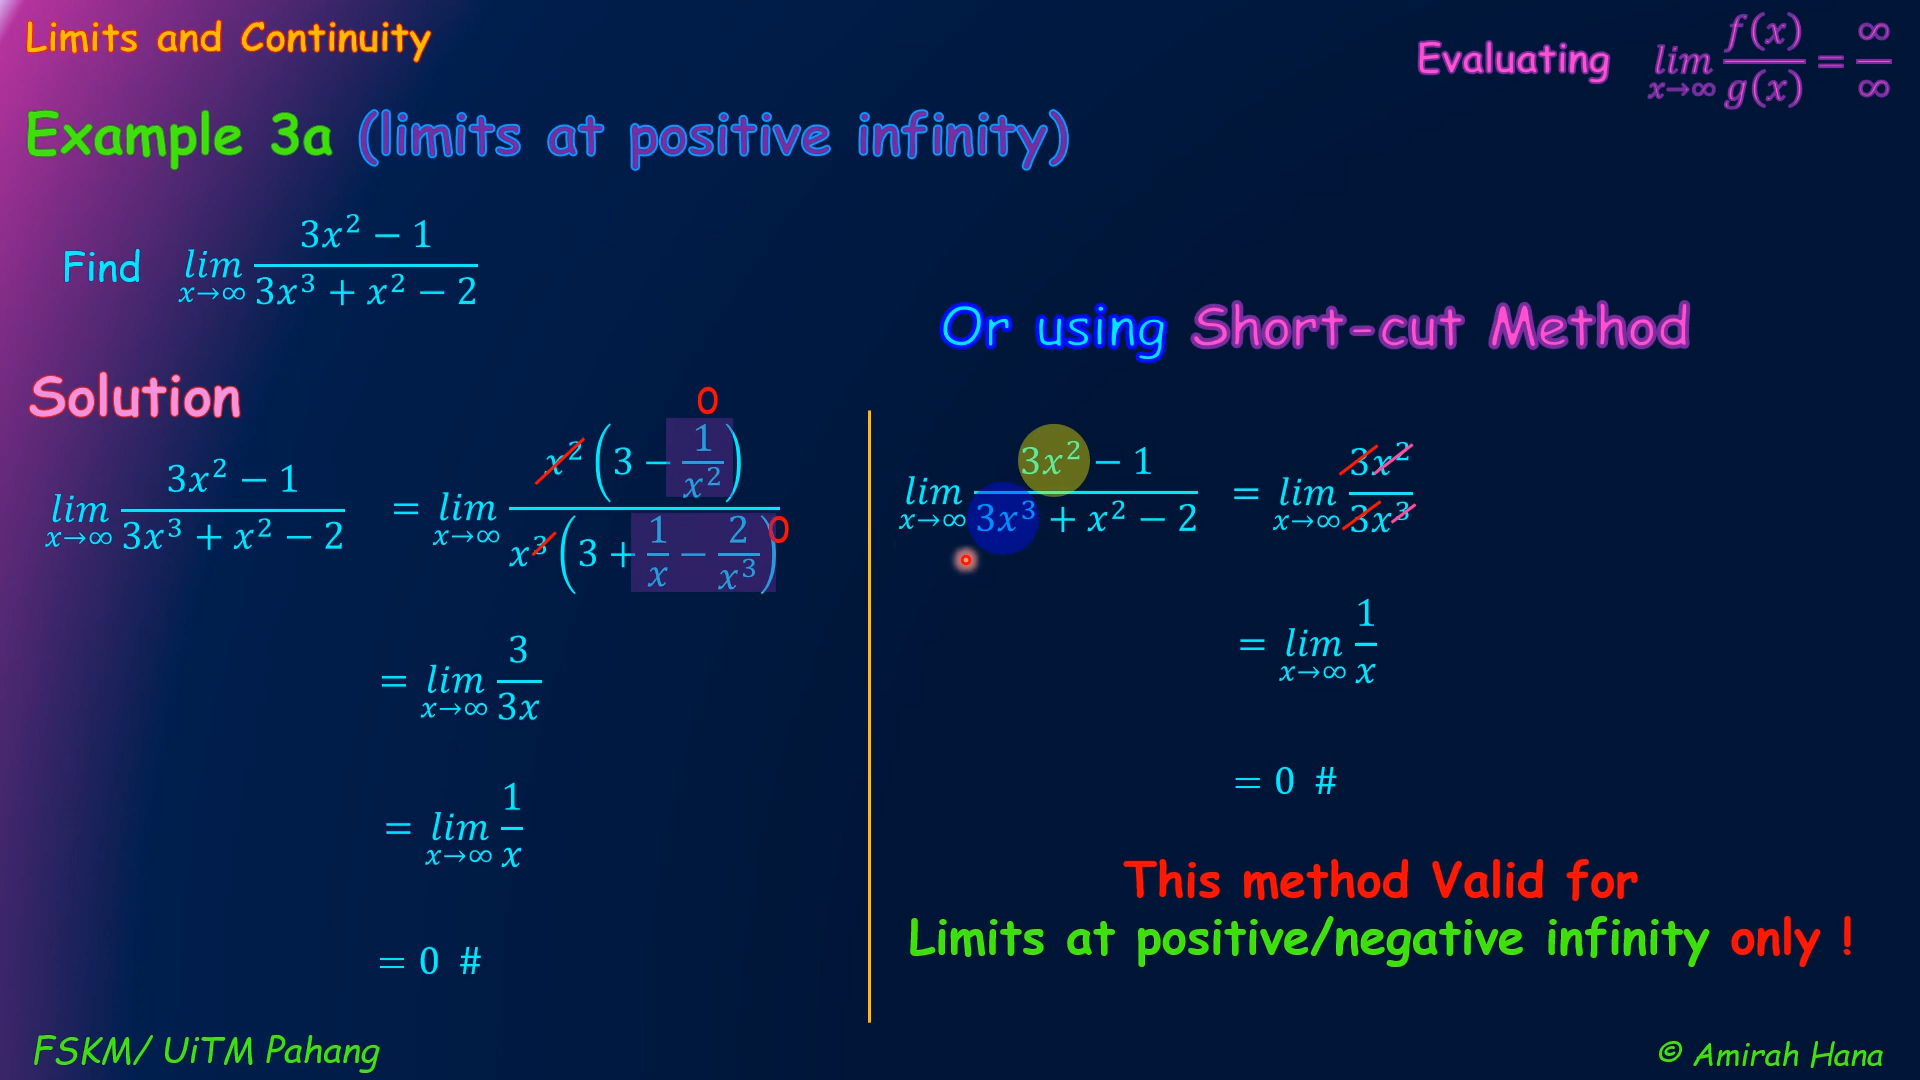 Limits and Continuity
Evaluating lim x→∞ f(x)/g(x) = ∞/∞
Example 3a (limits at positive infinity)
Find lim x→∞ (3x² − 1)/(3x³ + x² − 2)
Or using Short-cut Method
Solution
lim x→∞ (3x² − 1)/(3x³ + x² − 2) = lim x→∞ x²(3 − 1/x²)/x³(3 + 1/x − 2/x³)
0
0
= lim x→∞ 3/3x
= lim x→∞ 1/x
= 0 #
lim x→∞ (3x² − 1)/(3x³ + x² − 2) = lim x→∞ 3x²/3x³
= lim x→∞ 1/x
= 0 #
This method Valid for
Limits at positive/negative infinity only !
FSKM/ UiTM Pahang
© Amirah Hana